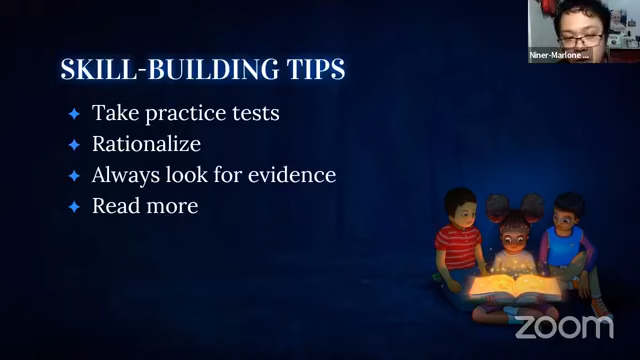 Niner-Marlone ...
SKILL-BUILDING TIPS
Take practice tests
Rationalize
Always look for evidence
Read more
zoom